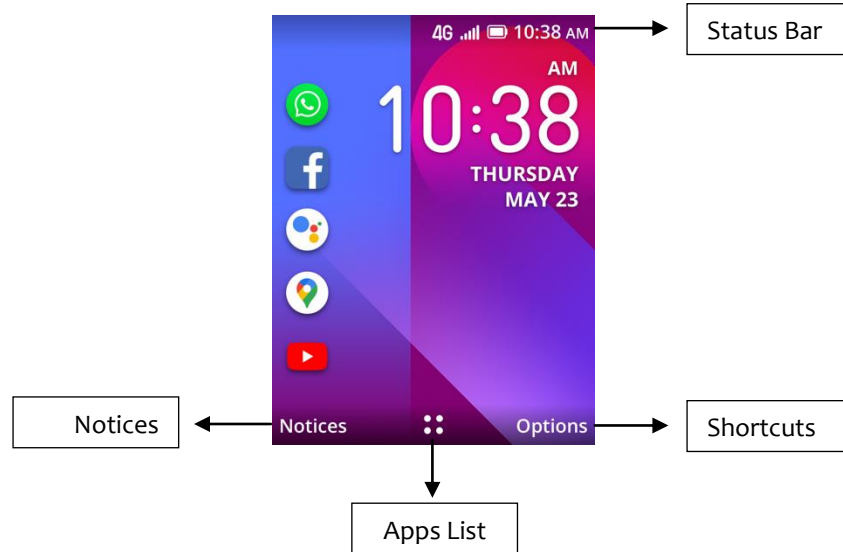 4G 10:38 AM
Status Bar
AM
10:38
THURSDAY
MAY 23
Notices
Notices
Options
Shortcuts
Apps List